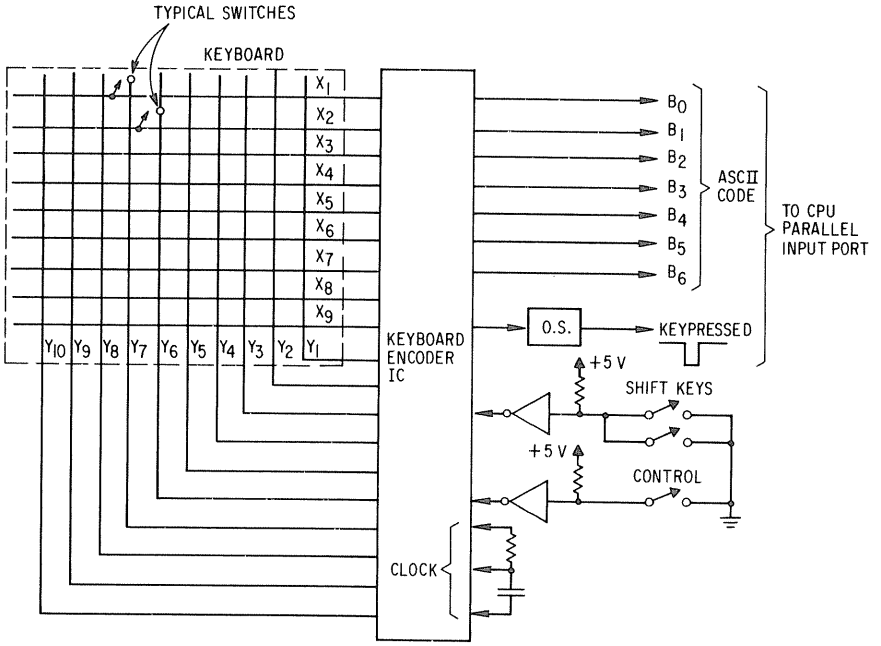 TYPICAL SWITCHES
KEYBOARD
X1
X2
X3
X4
X5
X6
X7
X8
X9
Y10 Y9 Y8 Y7 Y6 Y5 Y4 Y3 Y2 Y1
KEYBOARD
ENCODER
IC
CLOCK
B0
B1
B2
B3
B4
B5
B6
ASCII
CODE
TO CPU
PARALLEL
INPUT PORT
O.S.
KEYPRESSED
+5 V
SHIFT KEYS
+5 V
CONTROL